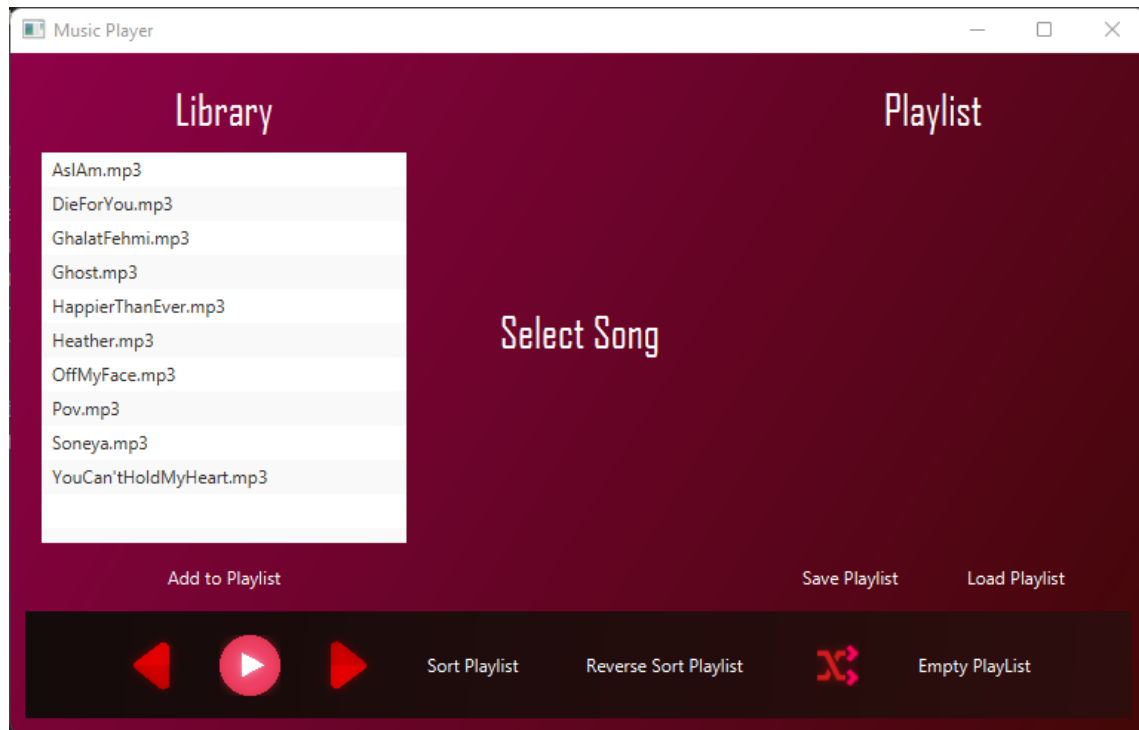 Music Player
Library
Playlist
AsIAm.mp3
DieForYou.mp3
GhalatFehmi.mp3
Ghost.mp3
HappierThanEver.mp3
Heather.mp3
OffMyFace.mp3
Pov.mp3
Soneya.mp3
YouCan'tHoldMyHeart.mp3
Select Song
Add to Playlist
Save Playlist
Load Playlist
Sort Playlist
Reverse Sort Playlist
Empty PlayList